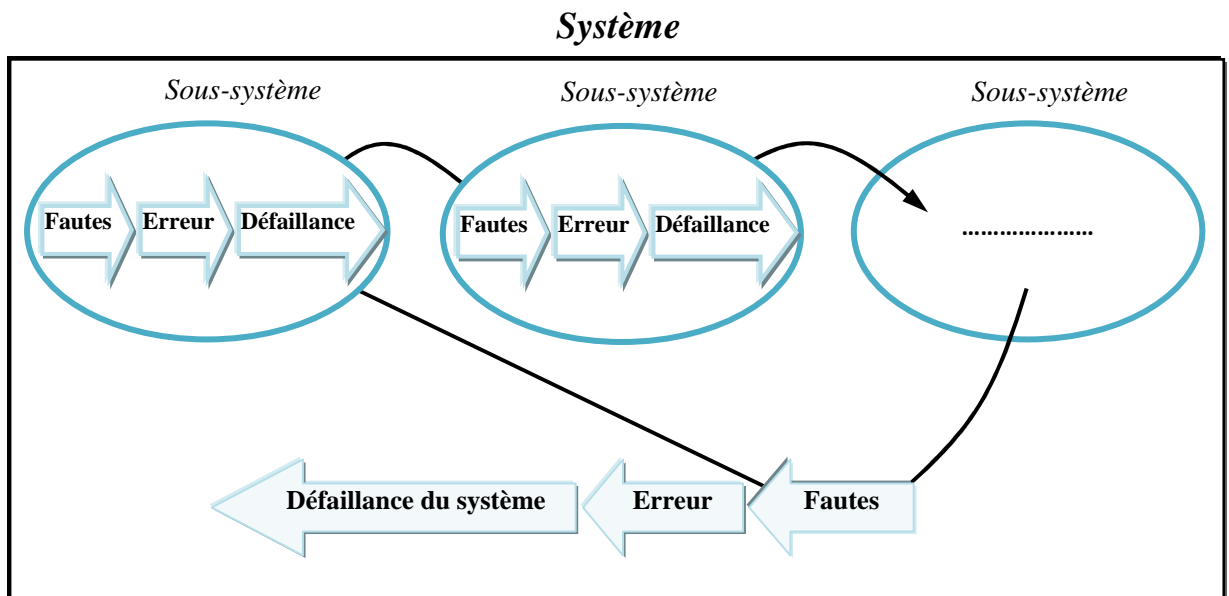 Système
Sous-système
Sous-système
Sous-système
Fautes Erreur Défaillance
Fautes Erreur Défaillance
.....................
Défaillance du système Erreur Fautes